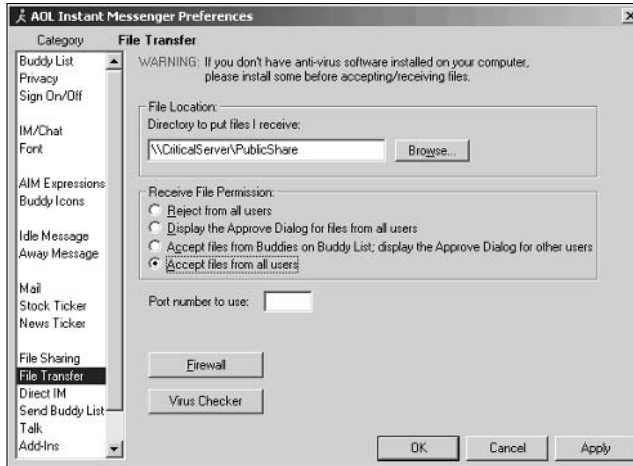 AOL Instant Messenger Preferences
Category
File Transfer
Buddy List
Privacy
Sign On/Off
IM/Chat
Font
AIM Expressions
Buddy Icons
Idle Message
Away Message
Mail
Stock Ticker
News Ticker
File Sharing
File Transfer
Direct IM
Send Buddy List
Talk
Add-Ins
WARNING: If you don't have anti-virus software installed on your computer,
please install some before accepting/receiving files.
File Location:
Directory to put files I receive:
\\CriticalServer\PublicShare
Browse...
Receive File Permission:
Reject from all users
Display the Approve Dialog for files from all users
Accept files from Buddies on Buddy List; display the Approve Dialog for other users
Accept files from all users
Port number to use:
Firewall
Virus Checker
OK
Cancel
Apply